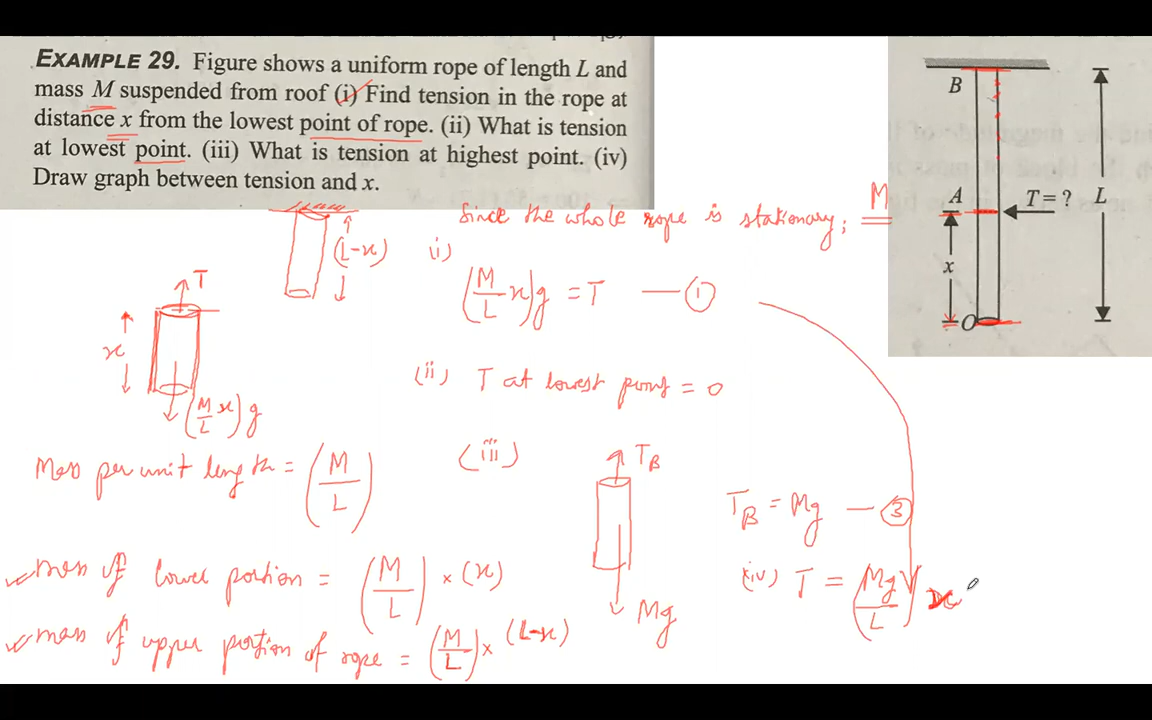 EXAMPLE 29. Figure shows a uniform rope of length L and
mass M suspended from roof (i) Find tension in the rope at
distance x from the lowest point of rope. (ii) What is tension
at lowest point. (iii) What is tension at highest point. (iv)
Draw graph between tension and x.
B
A
T = ?
L
x
O
M
Since the whole rope is stationary;
(L-x)
i)
(M/L x)g = T — ①
T
x
(M/L x) g
(ii) T at lowest point = 0
Mass per unit length = (M/L)
(iii)
T_B
Mg
T_B = Mg — ③
mass of lower portion = (M/L) × (x)
mass of upper portion of rope = (M/L) × (L-x)
(iv) T = (Mg/L) x